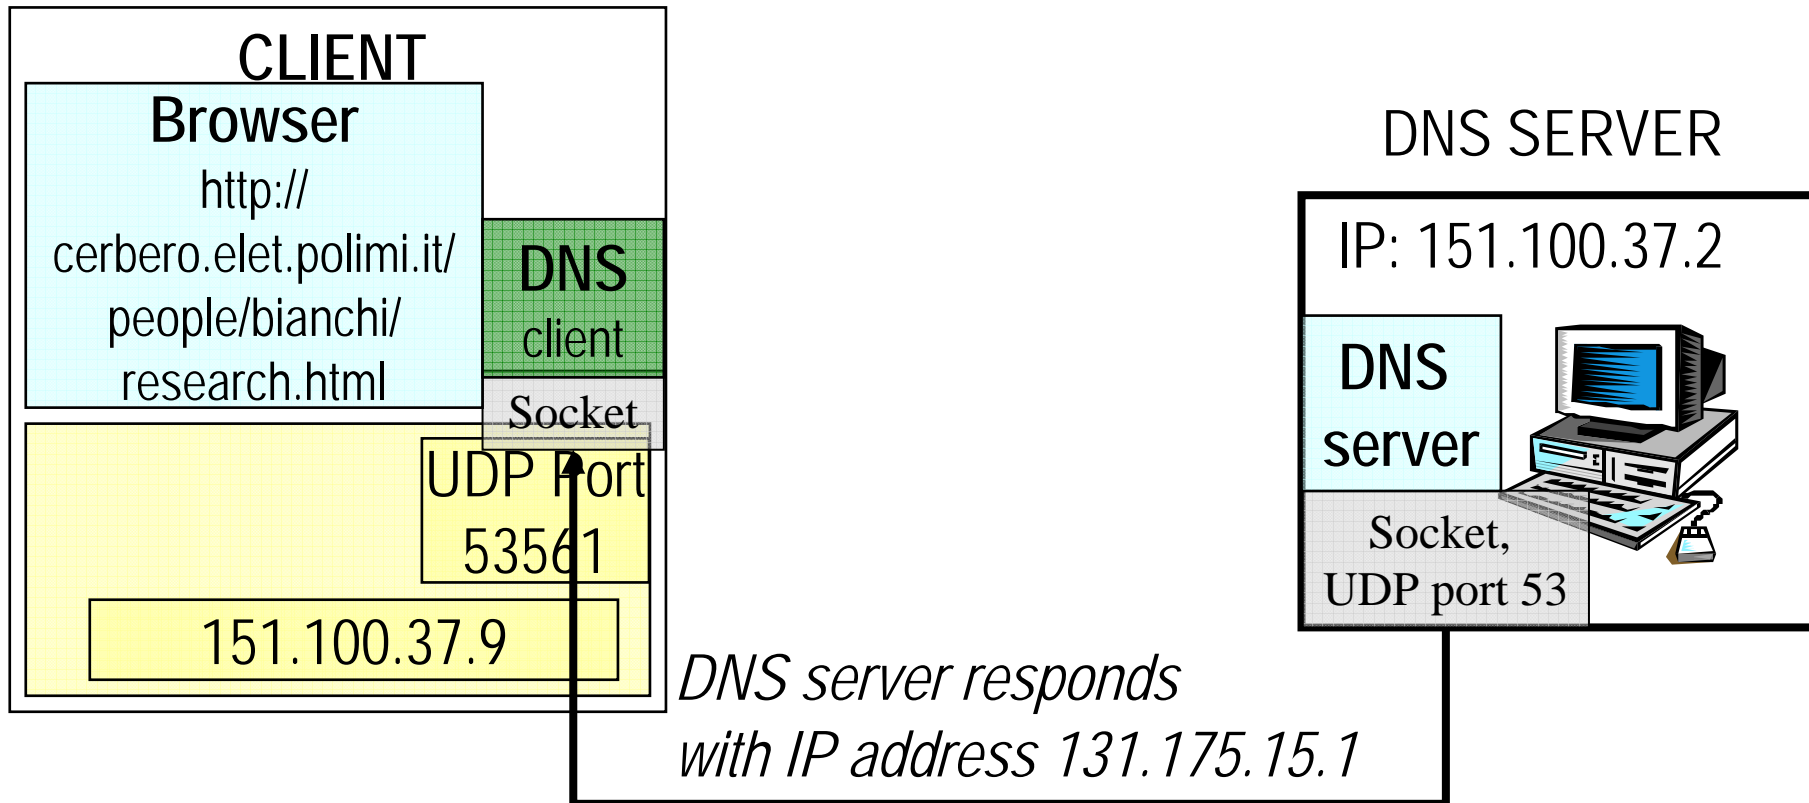 CLIENT
Browser
http://
cerbero.elet.polimi.it/
people/bianchi/
research.html
DNS
client
Socket
UDP Port
53561
151.100.37.9
DNS SERVER
IP: 151.100.37.2
DNS
server
Socket,
UDP port 53
DNS server responds
with IP address 131.175.15.1